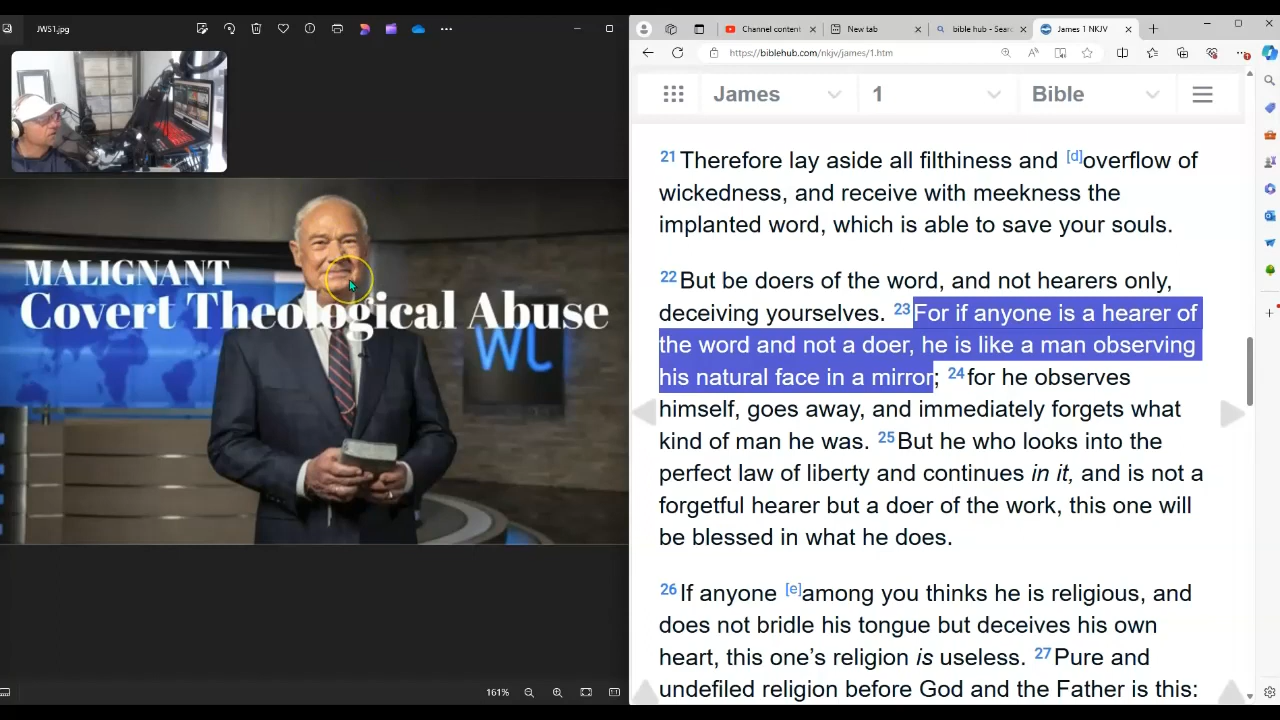 JWS1.jpg
MALIGNANT
Covert Theological Abuse
WL
161%
Channel content
New tab
bible hub - Sear
James 1 NKJV
https://biblehub.com/nkjv/james/1.htm
James
1
Bible
21 Therefore lay aside all filthiness and [d]overflow of
wickedness, and receive with meekness the
implanted word, which is able to save your souls.
22 But be doers of the word, and not hearers only,
deceiving yourselves. 23 For if anyone is a hearer of
the word and not a doer, he is like a man observing
his natural face in a mirror; 24 for he observes
himself, goes away, and immediately forgets what
kind of man he was. 25 But he who looks into the
perfect law of liberty and continues in it, and is not a
forgetful hearer but a doer of the work, this one will
be blessed in what he does.
26 If anyone [e]among you thinks he is religious, and
does not bridle his tongue but deceives his own
heart, this one’s religion is useless. 27 Pure and
undefiled religion before God and the Father is this: